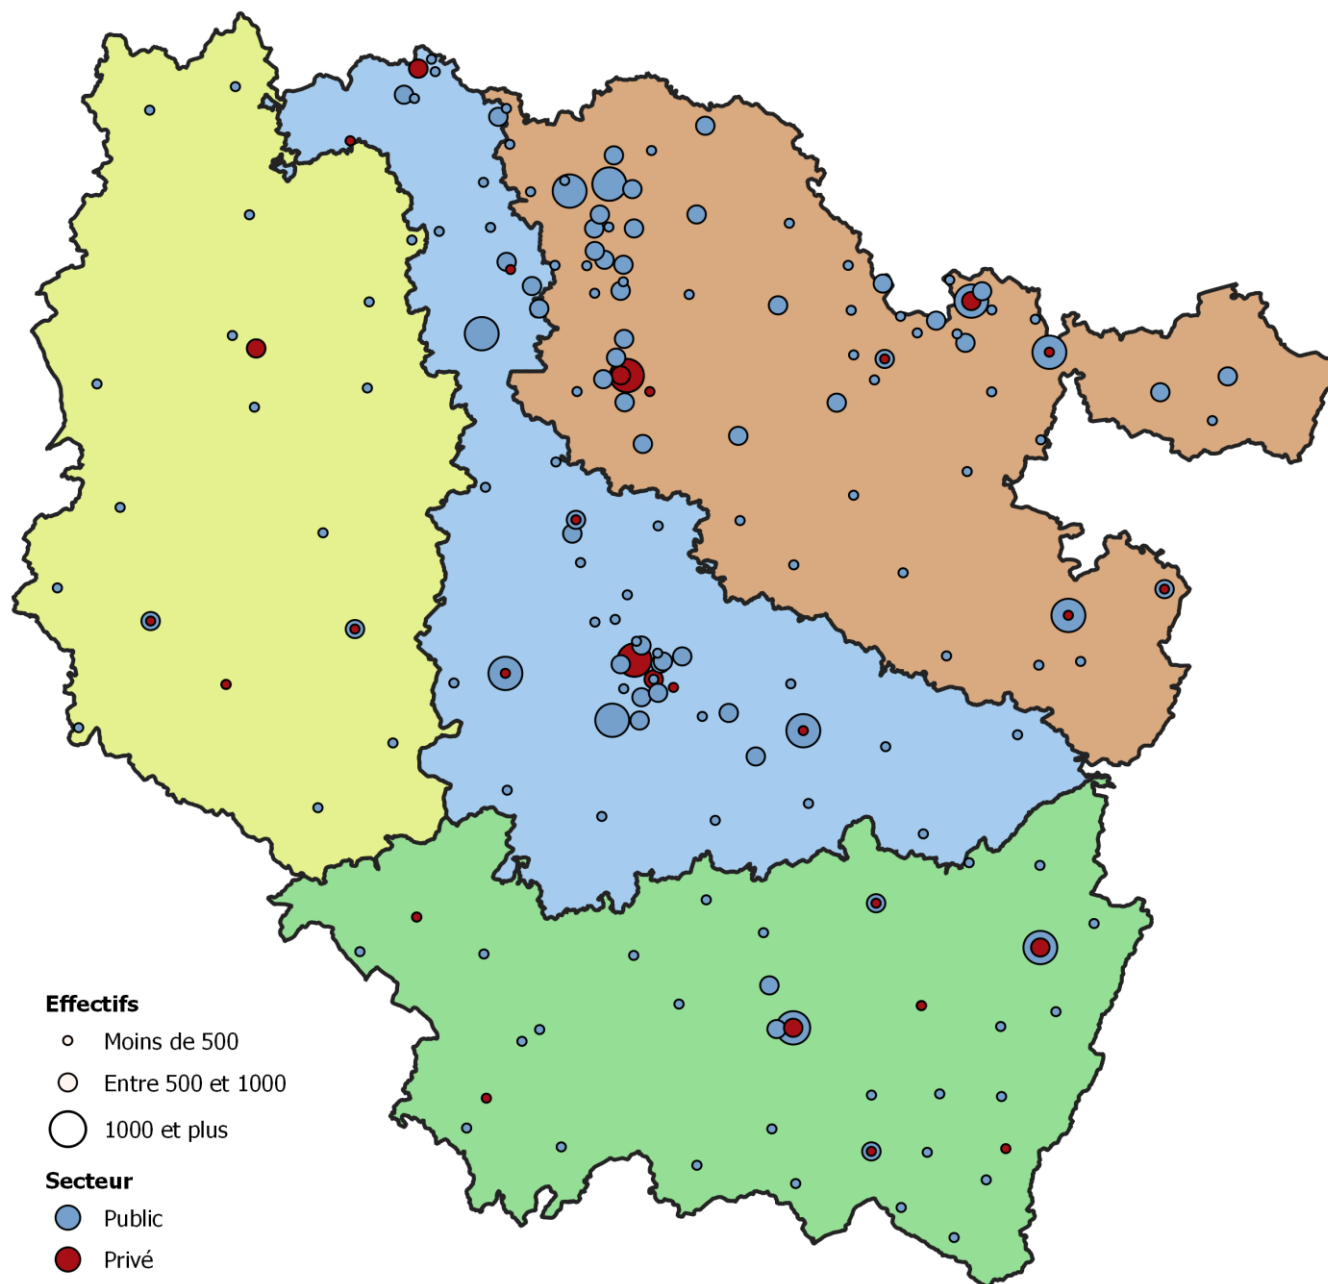 Effectifs
Moins de 500
Entre 500 et 1000
1000 et plus
Secteur
Public
Privé